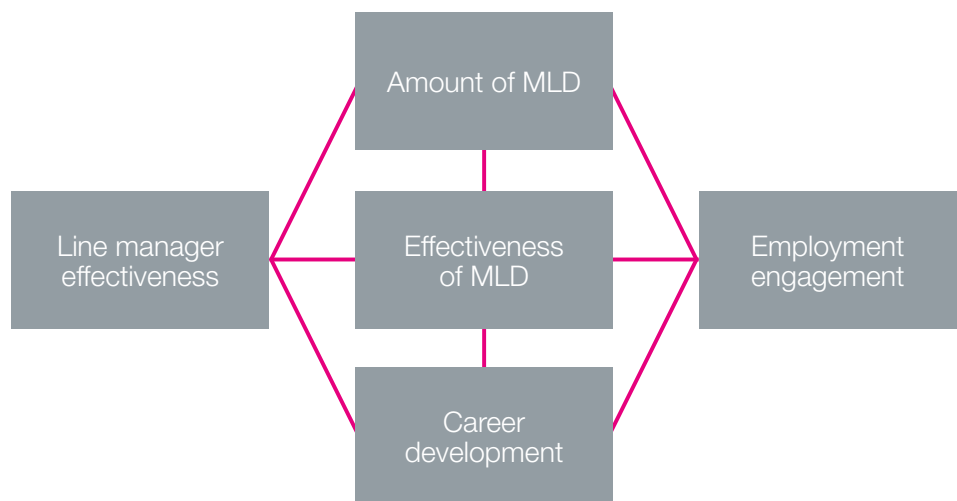 Amount of MLD
Line manager
effectiveness
Effectiveness
of MLD
Employment
engagement
Career
development